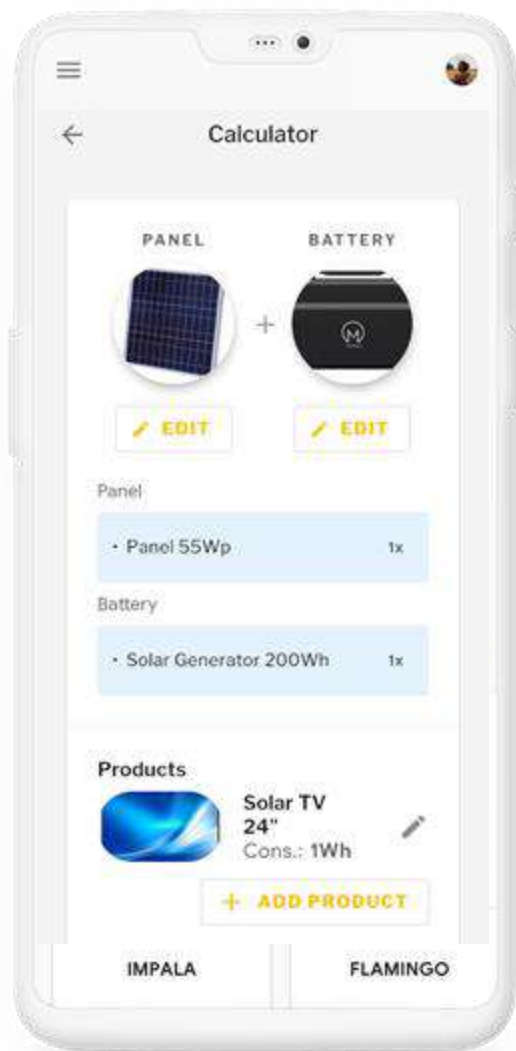 Calculator
PANEL BATTERY
+
EDIT EDIT
Panel
• Panel 55Wp 1x
Battery
• Solar Generator 200Wh 1x
Products
Solar TV
24"
Cons.: 1Wh
+ ADD PRODUCT
IMPALA FLAMINGO